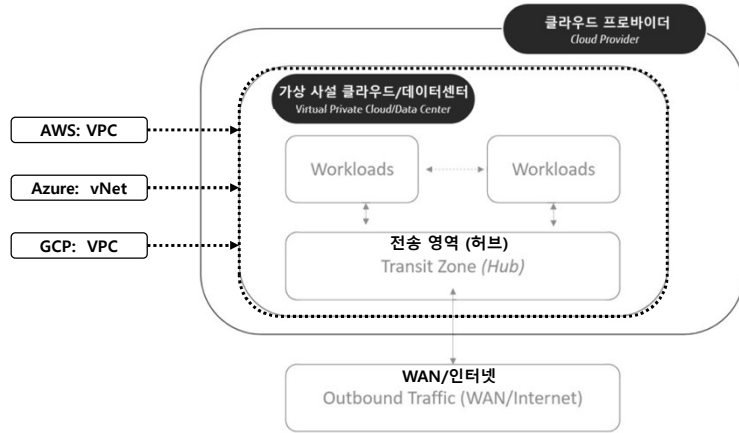 클라우드 프로바이더
Cloud Provider
가상 사설 클라우드/데이터센터
Virtual Private Cloud/Data Center
AWS: VPC
Workloads
Workloads
Azure: vNet
GCP: VPC
전송 영역 (허브)
Transit Zone (Hub)
WAN/인터넷
Outbound Traffic (WAN/Internet)